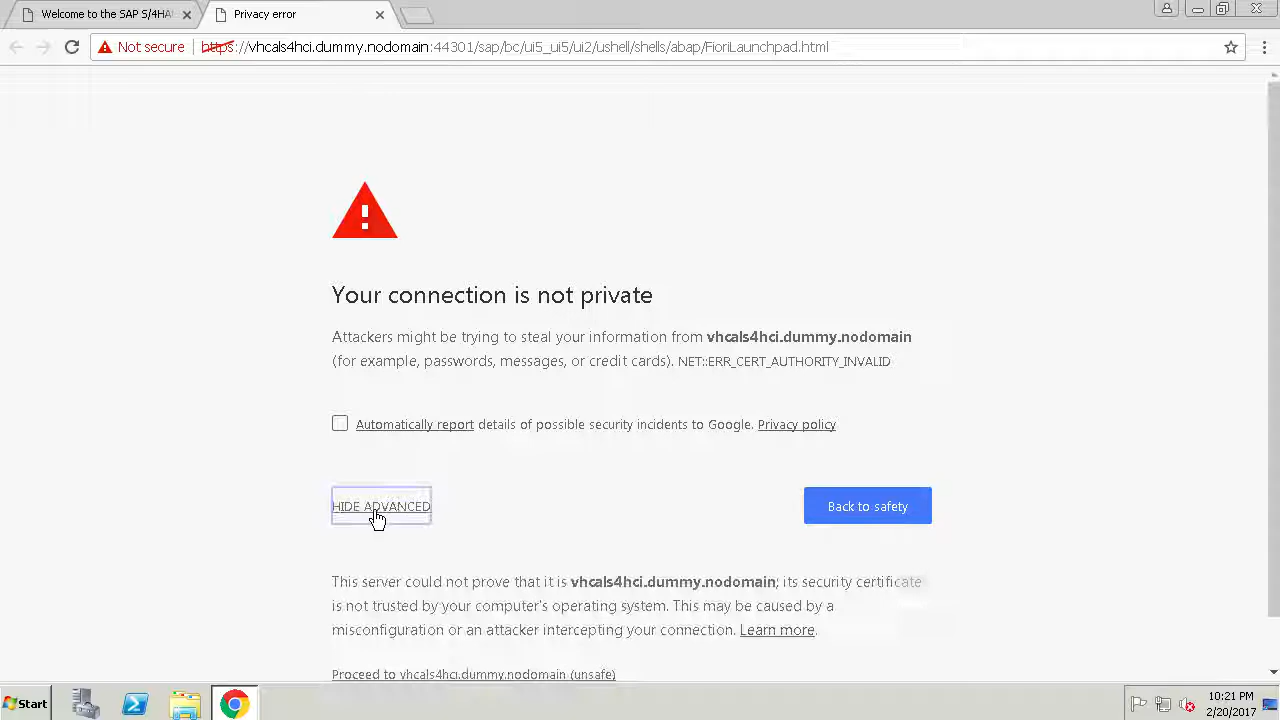 Welcome to the SAP S/4HA
Privacy error
Not secure https://vhcals4hci.dummy.nodomain:44301/sap/bc/ui5_ui5/ui2/ushell/shells/abap/FioriLaunchpad.html
Your connection is not private
Attackers might be trying to steal your information from vhcals4hci.dummy.nodomain
(for example, passwords, messages, or credit cards). NET::ERR_CERT_AUTHORITY_INVALID
Automatically report details of possible security incidents to Google. Privacy policy
HIDE ADVANCED
Back to safety
This server could not prove that it is vhcals4hci.dummy.nodomain; its security certificate
is not trusted by your computer's operating system. This may be caused by a
misconfiguration or an attacker intercepting your connection. Learn more.
Proceed to vhcals4hci.dummy.nodomain (unsafe)
Start
10:21 PM
2/20/2017